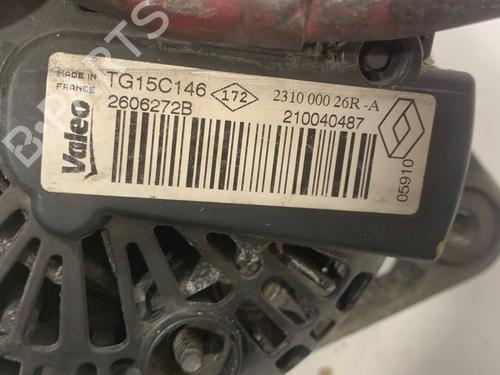 MADE IN
FRANCE
Valeo
TG15C146
172
2310 000 26R -A
2606272B
210040487
05910
B-PARTS